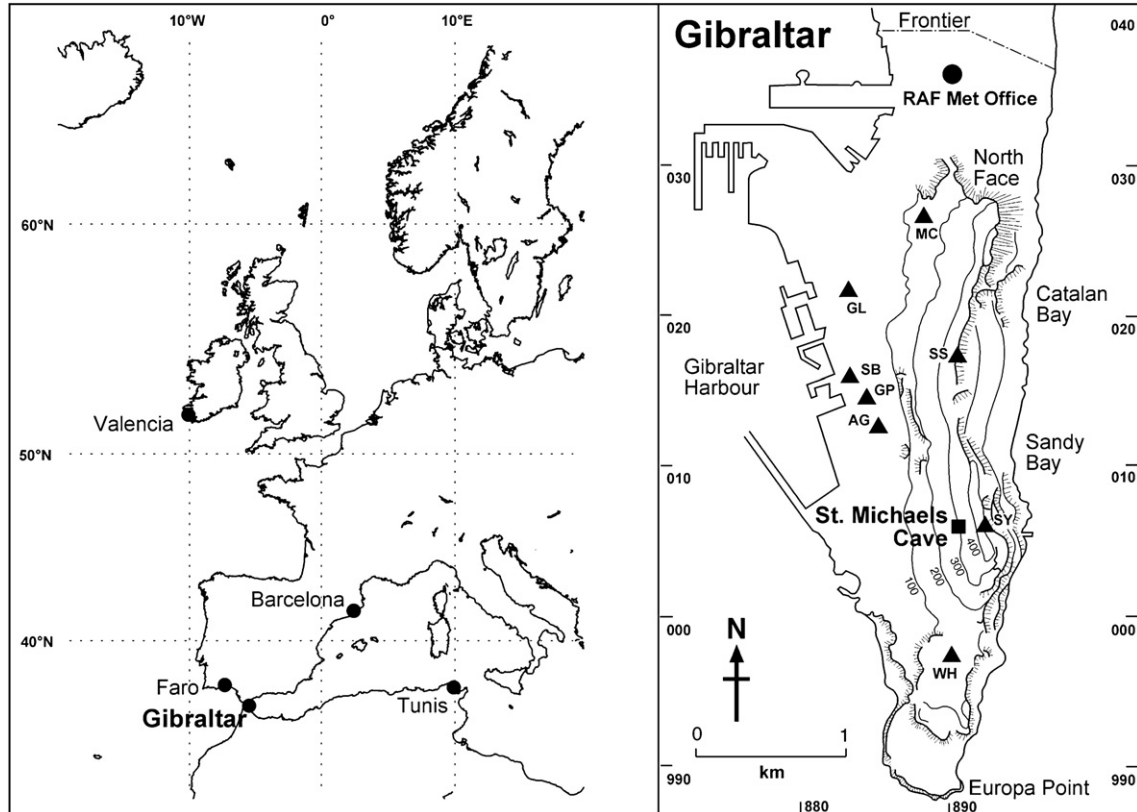 10°W
0°
10°E
60°N
50°N
40°N
Valencia
Barcelona
Faro
Gibraltar
Tunis
Gibraltar
Frontier
040
040
RAF Met Office
030
030
North
Face
MC
GL
Catalan
Bay
020
020
SS
SB
GP
AG
Gibraltar
Harbour
Sandy
Bay
010
010
St. Michaels
Cave
SY
400
300
200
100
000
000
N
WH
0
1
km
990
990
Europa Point
880
890